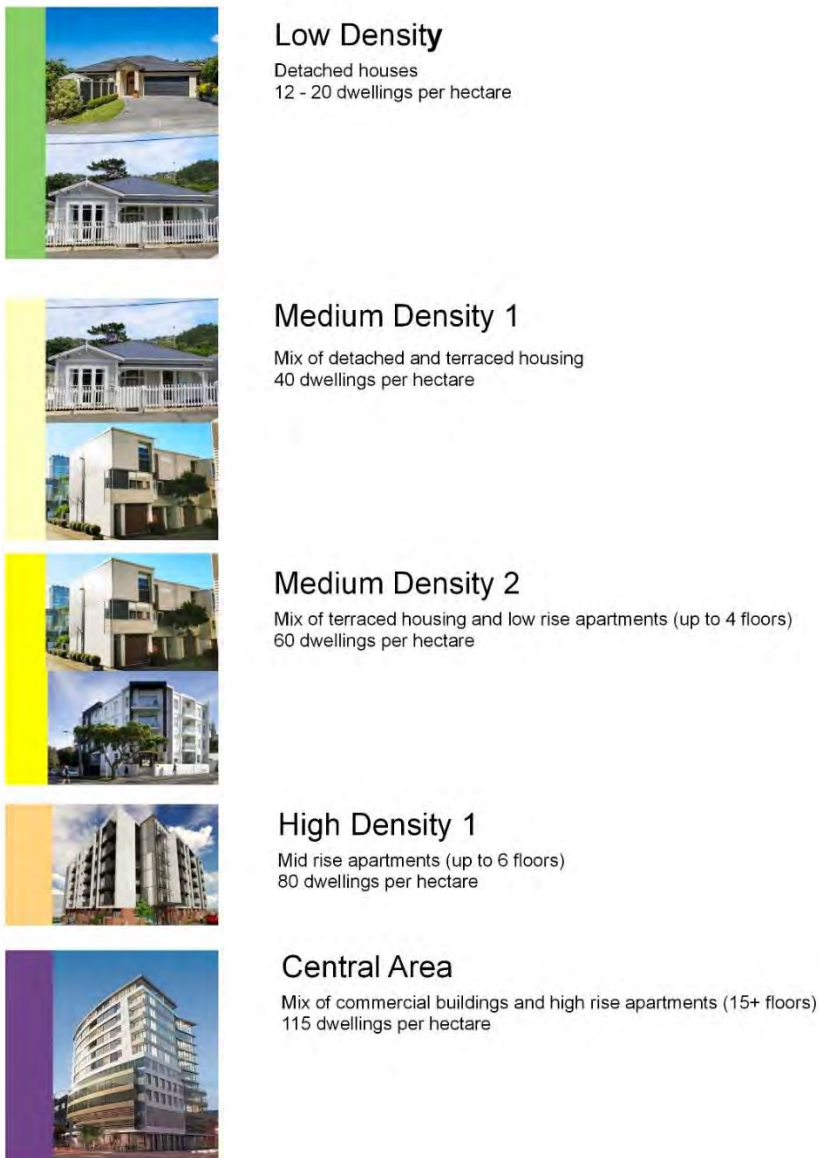 Low Density
Detached houses
12 - 20 dwellings per hectare
Medium Density 1
Mix of detached and terraced housing
40 dwellings per hectare
Medium Density 2
Mix of terraced housing and low rise apartments (up to 4 floors)
60 dwellings per hectare
High Density 1
Mid rise apartments (up to 6 floors)
80 dwellings per hectare
Central Area
Mix of commercial buildings and high rise apartments (15+ floors)
115 dwellings per hectare